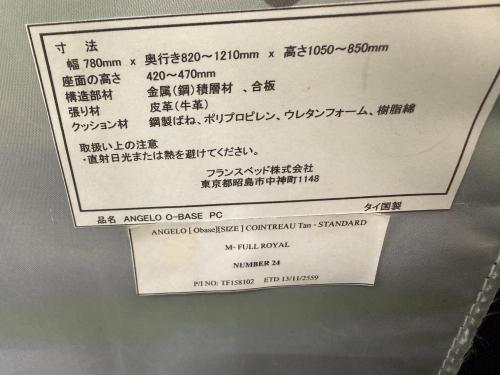 寸 法
幅 780mm x 奥行き820～1210mm x 高さ1050～850mm
座面の高さ 420～470mm
構造部材 金属（鋼）積層材 、合板
張り材 皮革（牛革）
クッション材 鋼製ばね、ポリプロピレン、ウレタンフォーム、樹脂綿
取扱い上の注意
・直射日光または熱を避けてください。
フランスベッド株式会社
東京都昭島市中神町1148
品名 ANGELO O-BASE PC タイ国製
ANGELO [ Obase][SIZE] COINTREAU Tan - STANDARD
M- FULL ROYAL
NUMBER 24
P/I NO: TF158102 ETD 13/11/2559